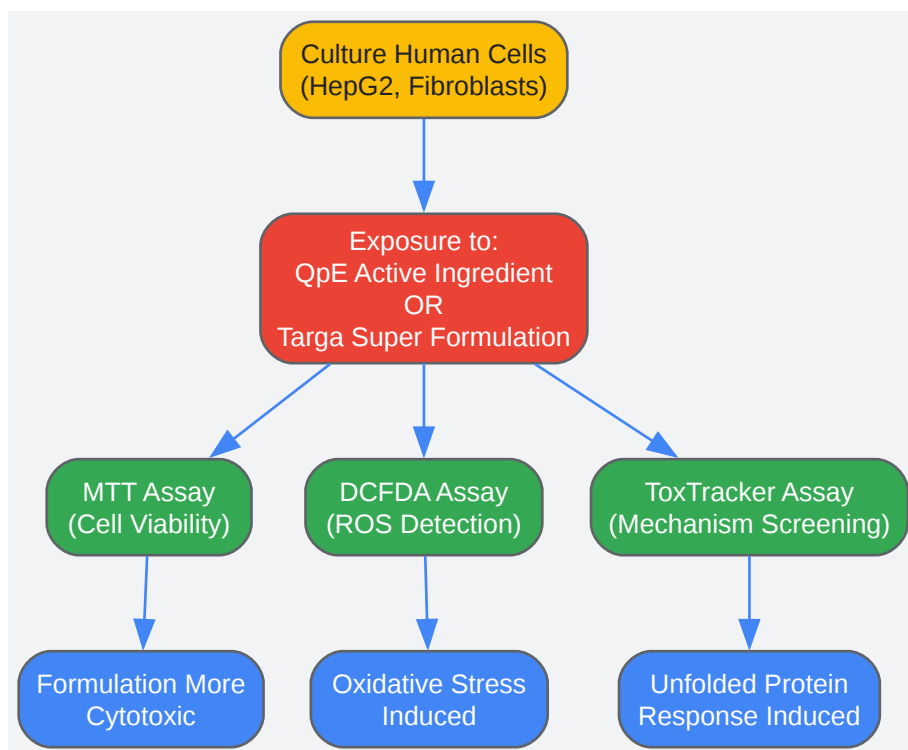 Culture Human Cells
(HepG2, Fibroblasts)
Exposure to:
QpE Active Ingredient
OR
Targa Super Formulation
MTT Assay
(Cell Viability)
DCFDA Assay
(ROS Detection)
ToxTracker Assay
(Mechanism Screening)
Formulation More
Cytotoxic
Oxidative Stress
Induced
Unfolded Protein
Response Induced